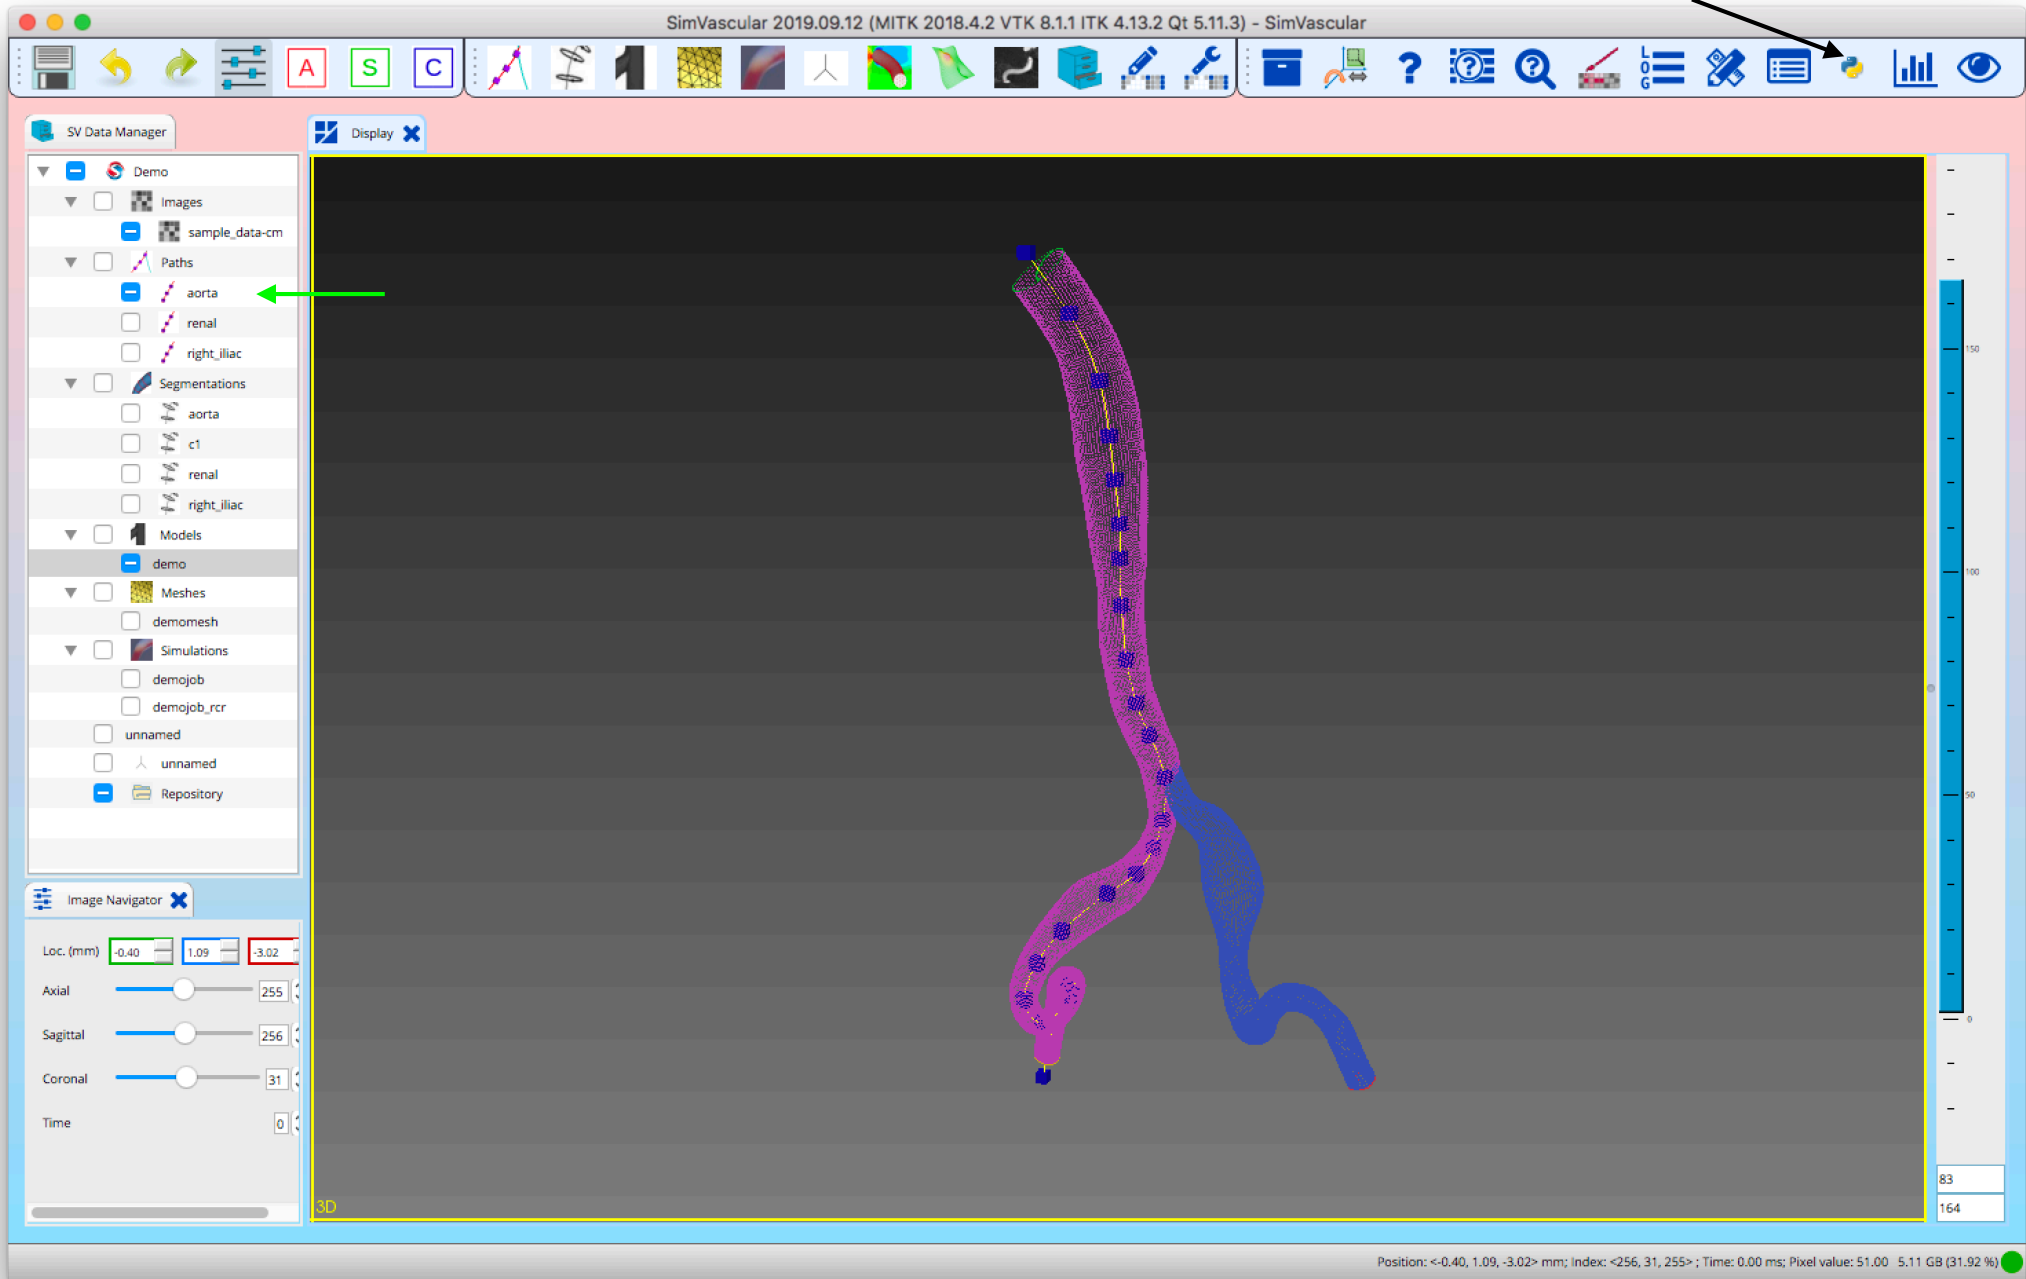 SimVascular 2019.09.12 (MITK 2018.4.2 VTK 8.1.1 ITK 4.13.2 Qt 5.11.3) - SimVascular
A S C ? LOG
SV Data Manager
Display
Demo
Images
sample_data-cm
Paths
aorta
renal
right_iliac
Segmentations
aorta
c1
renal
right_iliac
Models
demo
Meshes
demomesh
Simulations
demojob
demojob_rcr
unnamed
unnamed
Repository
150
100
50
0
83
164
Image Navigator
Loc. (mm) -0.40 1.09 -3.02
Axial 255
Sagittal 256
Coronal 31
Time 0
3D
Position: <-0.40, 1.09, -3.02> mm; Index: <256, 31, 255> ; Time: 0.00 ms; Pixel value: 51.00 5.11 GB (31.92 %)